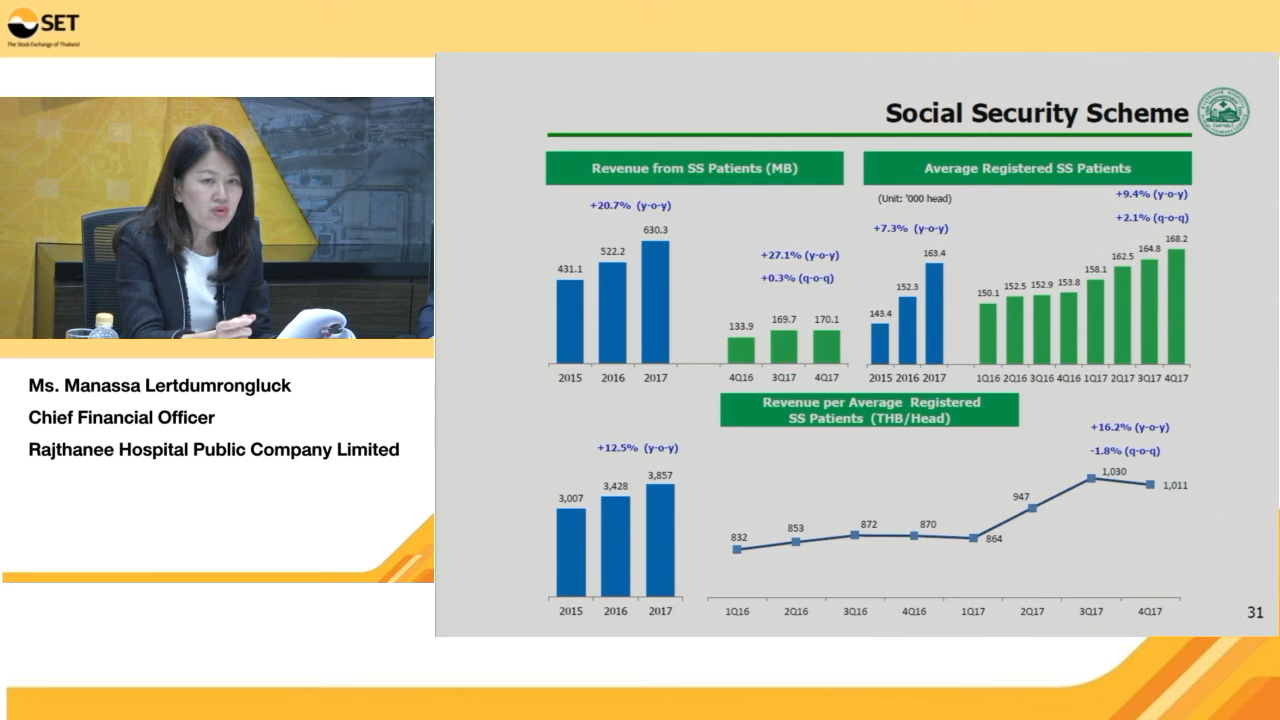 SET
The Stock Exchange of Thailand
Ms. Manassa Lertdumrongluck
Chief Financial Officer
Rajthanee Hospital Public Company Limited
Social Security Scheme
Revenue from SS Patients (MB)
+20.7% (y-o-y)
431.1
522.2
630.3
+27.1% (y-o-y)
+0.3% (q-o-q)
133.9
169.7
170.1
2015 2016 2017 4Q16 3Q17 4Q17
Average Registered SS Patients
(Unit: '000 head)
+7.3% (y-o-y)
143.4
152.3
163.4
+9.4% (y-o-y)
+2.1% (q-o-q)
150.1
152.5
152.9
153.8
158.1
162.5
164.8
168.2
2015 2016 2017 1Q16 2Q16 3Q16 4Q16 1Q17 2Q17 3Q17 4Q17
Revenue per Average Registered
SS Patients (THB/Head)
+12.5% (y-o-y)
3,007
3,428
3,857
2015 2016 2017
+16.2% (y-o-y)
-1.8% (q-o-q)
832
853
872
870
864
947
1,030
1,011
1Q16 2Q16 3Q16 4Q16 1Q17 2Q17 3Q17 4Q17
31